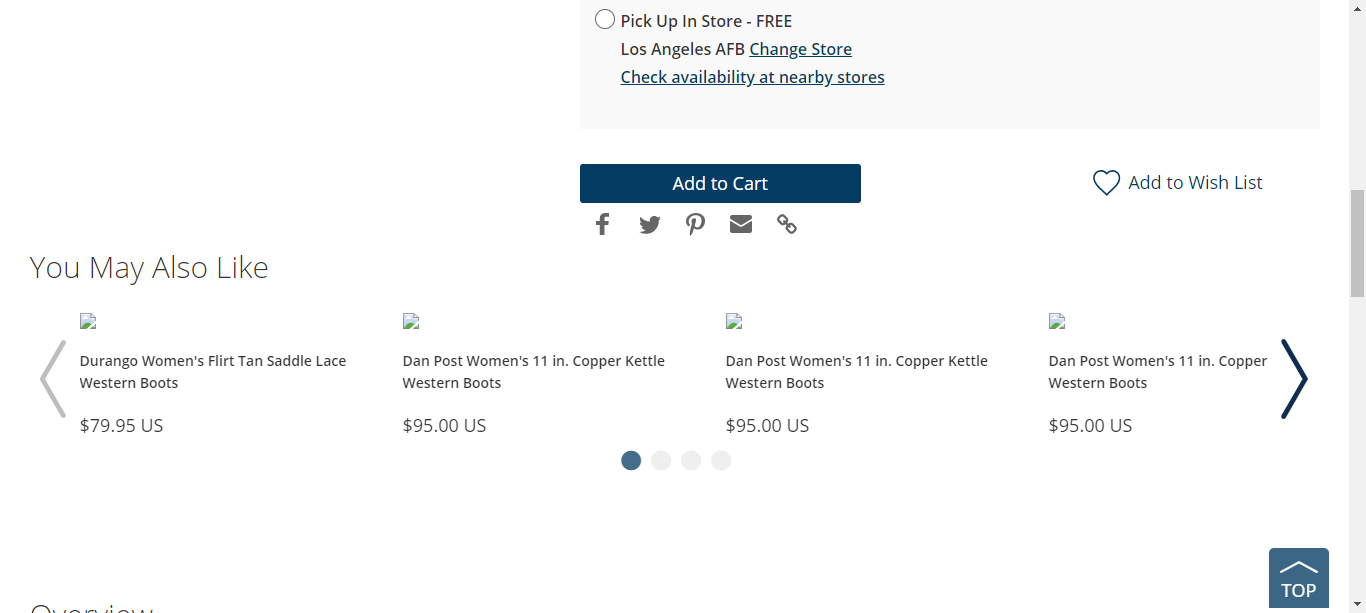 Pick Up In Store - FREE
Los Angeles AFB Change Store
Check availability at nearby stores
Add to Cart
Add to Wish List
You May Also Like
Durango Women's Flirt Tan Saddle Lace
Western Boots
$79.95 US
Dan Post Women's 11 in. Copper Kettle
Western Boots
$95.00 US
Dan Post Women's 11 in. Copper Kettle
Western Boots
$95.00 US
Dan Post Women's 11 in. Copper
Western Boots
$95.00 US
TOP
Overview